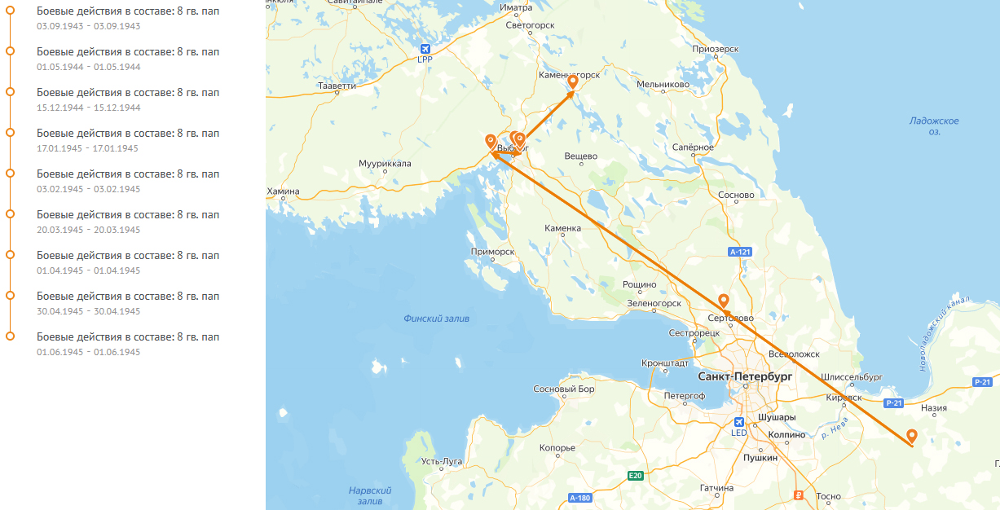 Боевые действия в составе: 8 гв. пап
03.09.1943 - 03.09.1943
Боевые действия в составе: 8 гв. пап
01.05.1944 - 01.05.1944
Боевые действия в составе: 8 гв. пап
15.12.1944 - 15.12.1944
Боевые действия в составе: 8 гв. пап
17.01.1945 - 17.01.1945
Боевые действия в составе: 8 гв. пап
03.02.1945 - 03.02.1945
Боевые действия в составе: 8 гв. пап
20.03.1945 - 20.03.1945
Боевые действия в составе: 8 гв. пап
01.04.1945 - 01.04.1945
Боевые действия в составе: 8 гв. пап
30.04.1945 - 30.04.1945
Боевые действия в составе: 8 гв. пап
01.06.1945 - 01.06.1945
Иматра
Светогорск
LPP
Приозерск
Тааветти
Мельниково
Ладожское
оз.
Сапёрное
Вещево
Муурикkала
Хамина
Сосново
Каменка
Приморск
А-121
Рощино
Зеленогорск
Финский залив
Сертолово
Сестрорецк
Новоладожский канал
Всеволожск
Кронштадт
Санкт-Петербург
Шлиссельбург
Р-21
Сосновый Бор
Петергоф
Кировск
Р-21
Назия
Шушары
LED
р. Нева
Колпино
Копорье
Пушкин
Усть-Луга
E20
Гатчина
Нарвский
залив
А-180
Тосно